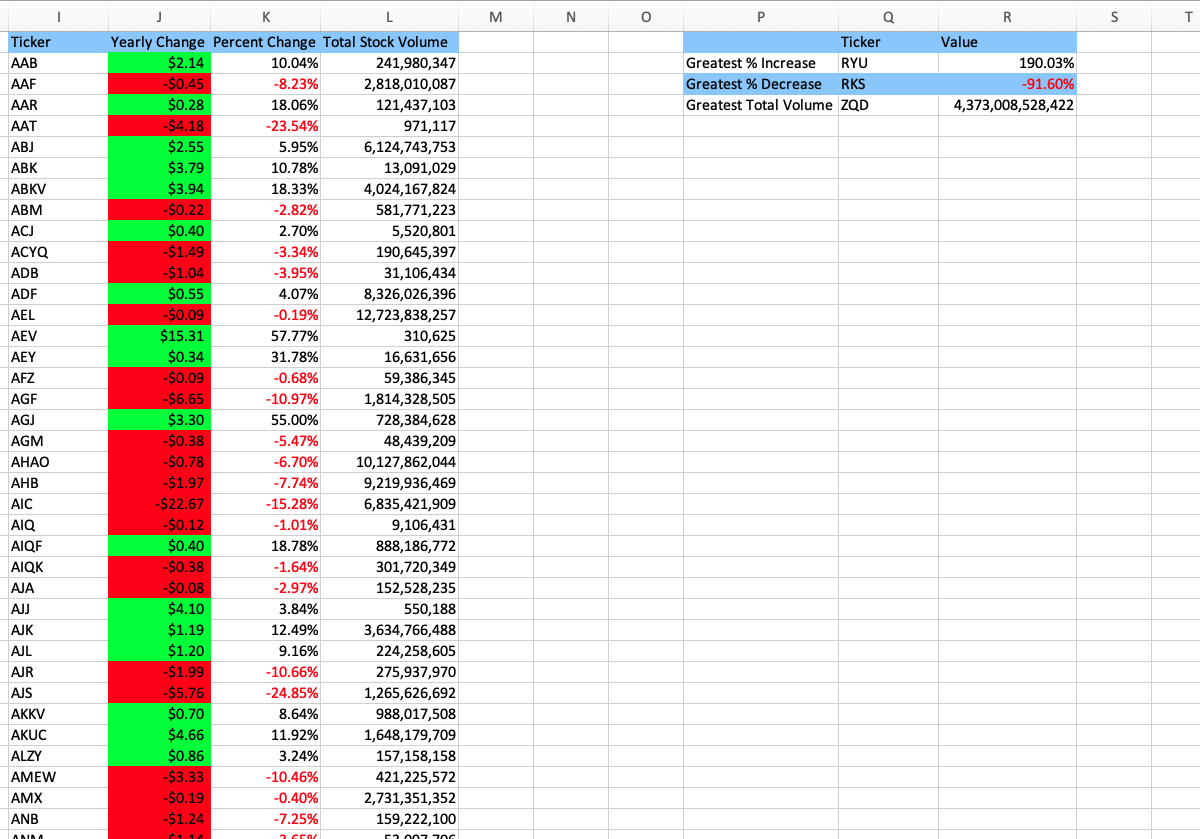 I J K L M N O P Q R S T
Ticker Yearly Change Percent Change Total Stock Volume Ticker Value
AAB $2.14 10.04% 241,980,347 Greatest % Increase RYU 190.03%
AAF -$0.45 -8.23% 2,818,010,087 Greatest % Decrease RKS -91.60%
AAR $0.28 18.06% 121,437,103 Greatest Total Volume ZQD 4,373,008,528,422
AAT -$4.18 -23.54% 971,117
ABJ $2.55 5.95% 6,124,743,753
ABK $3.79 10.78% 13,091,029
ABKV $3.94 18.33% 4,024,167,824
ABM -$0.22 -2.82% 581,771,223
ACJ $0.40 2.70% 5,520,801
ACYQ -$1.49 -3.34% 190,645,397
ADB -$1.04 -3.95% 31,106,434
ADF $0.55 4.07% 8,326,026,396
AEL -$0.09 -0.19% 12,723,838,257
AEV $15.31 57.77% 310,625
AEY $0.34 31.78% 16,631,656
AFZ -$0.09 -0.68% 59,386,345
AGF -$6.65 -10.97% 1,814,328,505
AGJ $3.30 55.00% 728,384,628
AGM -$0.38 -5.47% 48,439,209
AHAO -$0.78 -6.70% 10,127,862,044
AHB -$1.97 -7.74% 9,219,936,469
AIC -$22.67 -15.28% 6,835,421,909
AIQ -$0.12 -1.01% 9,106,431
AIQF $0.40 18.78% 888,186,772
AIQK -$0.38 -1.64% 301,720,349
AJA -$0.08 -2.97% 152,528,235
AJJ $4.10 3.84% 550,188
AJK $1.19 12.49% 3,634,766,488
AJL $1.20 9.16% 224,258,605
AJR -$1.99 -10.66% 275,937,970
AJS -$5.76 -24.85% 1,265,626,692
AKKV $0.70 8.64% 988,017,508
AKUC $4.66 11.92% 1,648,179,709
ALZY $0.86 3.24% 157,158,158
AMEW -$3.33 -10.46% 421,225,572
AMX -$0.19 -0.40% 2,731,351,352
ANB -$1.24 -7.25% 159,222,100